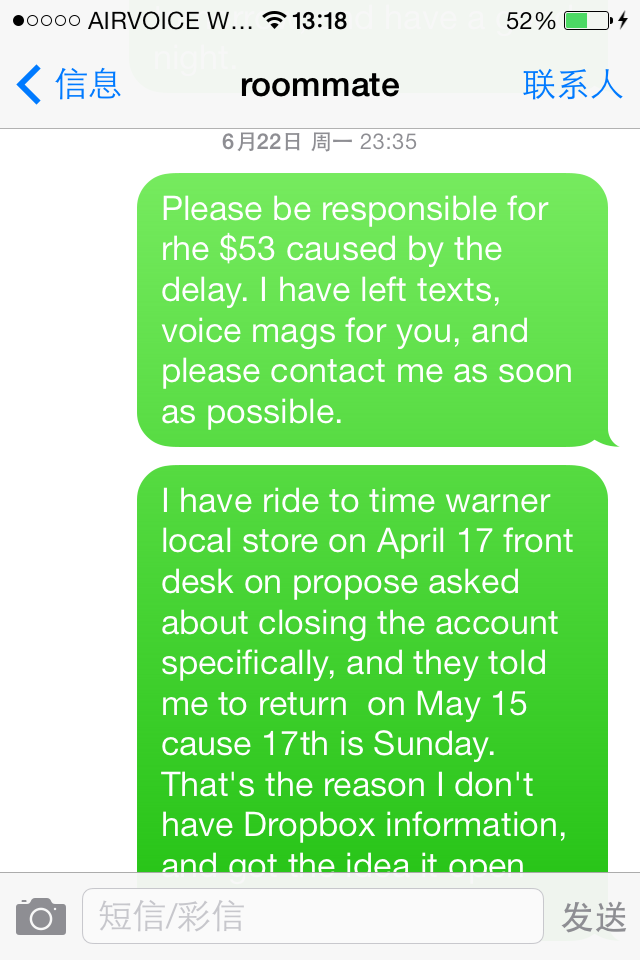 AIRVOICE W... 13:18 52%
have a
night.
信息 roommate 联系人
6月22日 周一 23:35
Please be responsible for
rhe $53 caused by the
delay. I have left texts,
voice mags for you, and
please contact me as soon
as possible.
I have ride to time warner
local store on April 17 front
desk on propose asked
about closing the account
specifically, and they told
me to return  on May 15
cause 17th is Sunday.
That's the reason I don't
have Dropbox information,
and got the idea it open
短信/彩信 发送